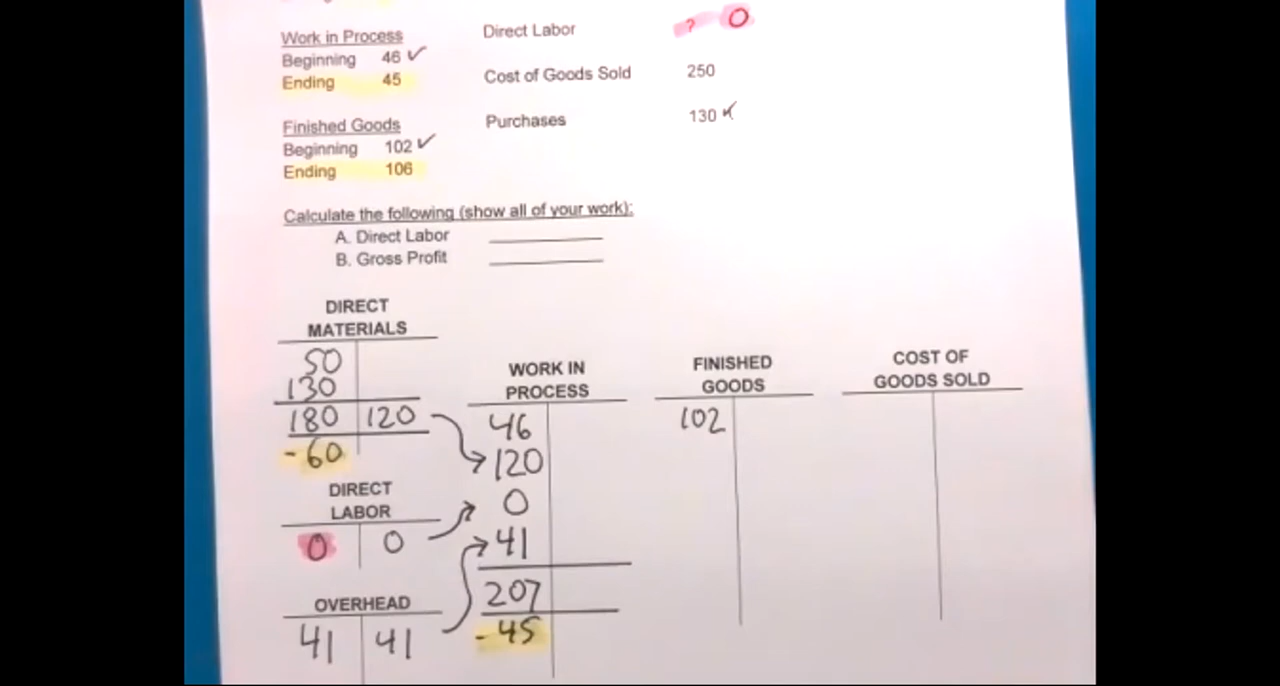 Work in Process
Beginning 46 ✓
Ending 45
Direct Labor ? 0
Cost of Goods Sold 250
Purchases 130
Finished Goods
Beginning 102 ✓
Ending 106
Calculate the following (show all of your work):
A. Direct Labor
B. Gross Profit
DIRECT
MATERIALS
50
130
180 120
-60
DIRECT
LABOR
0 0
OVERHEAD
41 41
WORK IN
PROCESS
46
120
0
41
207
-45
FINISHED
GOODS
102
COST OF
GOODS SOLD